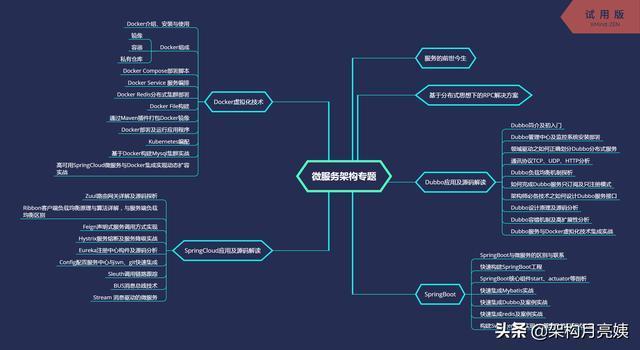 试用版
XMind ZEN
微服务架构专题
Docker虚拟化技术
Docker介绍、安装与使用
Docker组成
镜像
容器
私有仓库
Docker Compose部署脚本
Docker Service 服务编排
Docker Redis分布式集群部署
Docker File构建
通过Maven插件打包Docker镜像
Docker部署及运行应用程序
Kubernetes编配
基于Docker构建Mysql集群实战
高可用SpringCloud微服务与Docker集成实现动态扩容
实战
SpringCloud应用及源码解读
Zuul路由网关详解及源码探析
Ribbon客户端负载均衡原理与算法详解，与服务端负载
均衡区别
Feign声明式服务调用方式实现
Hystrix服务熔断及服务降级实战
Eureka注册中心构件及源码分析
Config配置服务中心与svn、git快速集成
Sleuth调用链路跟踪
BUS消息总线技术
Stream 消息驱动的微服务
服务的前世今生
基于分布式思想下的RPC解决方案
Dubbo应用及源码解读
Dubbo简介及初入门
Dubbo管理中心及监控系统安装部署
领域驱动之如何正确划分Dubbo分布式服务
通讯协议TCP、UDP、HTTP分析
Dubbo负载均衡机制探析
如何完成Dubbo服务只订阅及只注册模式
架构师必备技术之如何设计Dubbo服务接口
Dubbo设计原理及源码分析
Dubbo容错机制及高扩展性分析
Dubbo服务与Docker虚拟化技术集成实战
SpringBoot
SpringBoot与微服务的区别与联系
快速构建SpringBoot工程
SpringBoot核心组件start、actuator等剖析
快速集成Mybatis实战
快速集成Dubbo及案例实战
快速集成redis及案例实战
构建S
头条 @架构月亮姨